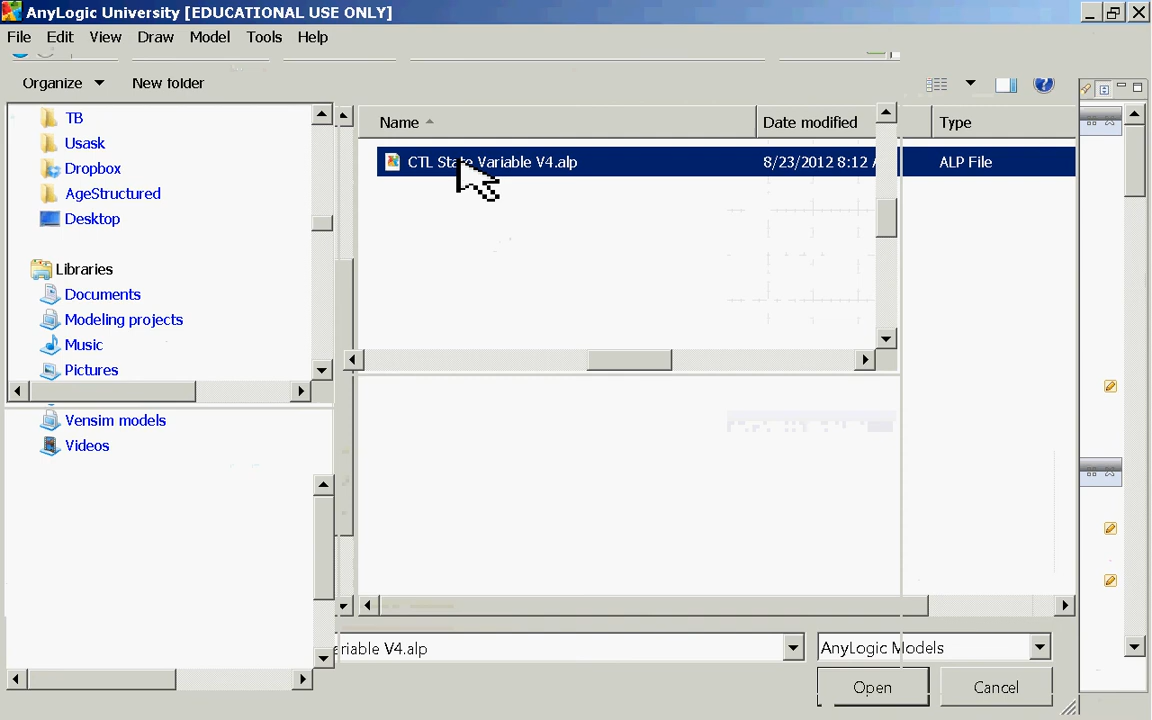 AnyLogic University [EDUCATIONAL USE ONLY]
File Edit View Draw Model Tools Help
Organize New folder
Name Date modified Type
CTL State Variable V4.alp 8/23/2012 8:12 ALP File
TB
Usask
Dropbox
AgeStructured
Desktop
Libraries
Documents
Modeling projects
Music
Pictures
Vensim models
Videos
riable V4.alp AnyLogic Models
Open Cancel